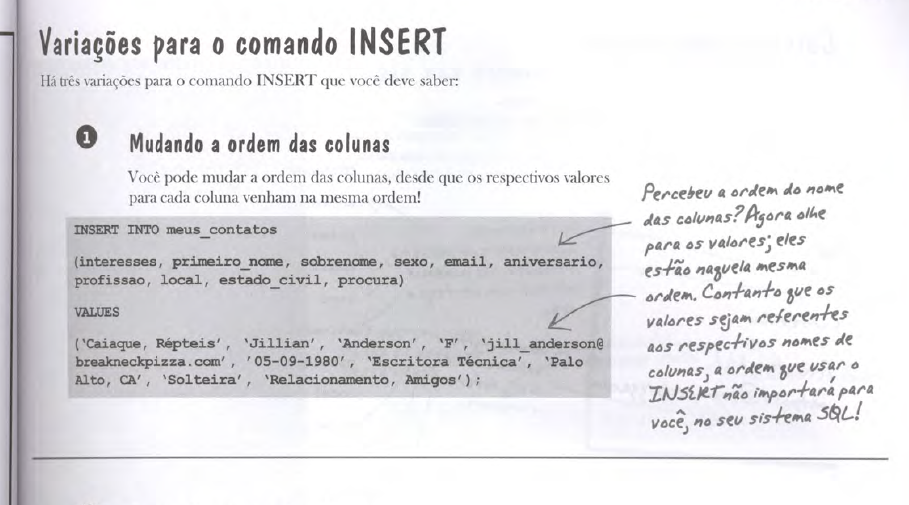 Variações para o comando INSERT
Há três variações para o comando INSERT que você deve saber:
1 Mudando a ordem das colunas
Você pode mudar a ordem das colunas, desde que os respectivos valores
para cada coluna venham na mesma ordem!
INSERT INTO meus_contatos
(interesses, primeiro_nome, sobrenome, sexo, email, aniversario,
profissao, local, estado_civil, procura)
VALUES
('Caiaque, Répteis', 'Jillian', 'Anderson', 'F', 'jill_anderson@
breakneckpizza.com', '05-09-1980', 'Escritora Técnica', 'Palo
Alto, CA', 'Solteira', 'Relacionamento, Amigos');
Percebeu a ordem do nome
das colunas? Agora olhe
para os valores; eles
estão naquela mesma
ordem. Contanto que os
valores sejam referentes
aos respectivos nomes de
colunas, a ordem que usar o
INSERT não importará para
você, no seu sistema SQL!